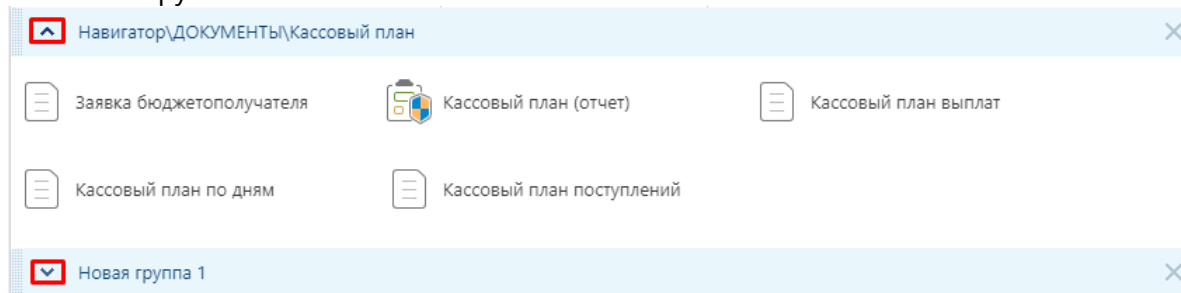 Навигатор\ДОКУМЕНТЫ\Кассовый план
Заявка бюджетополучателя Кассовый план (отчет) Кассовый план выплат
Кассовый план по дням Кассовый план поступлений
Новая группа 1